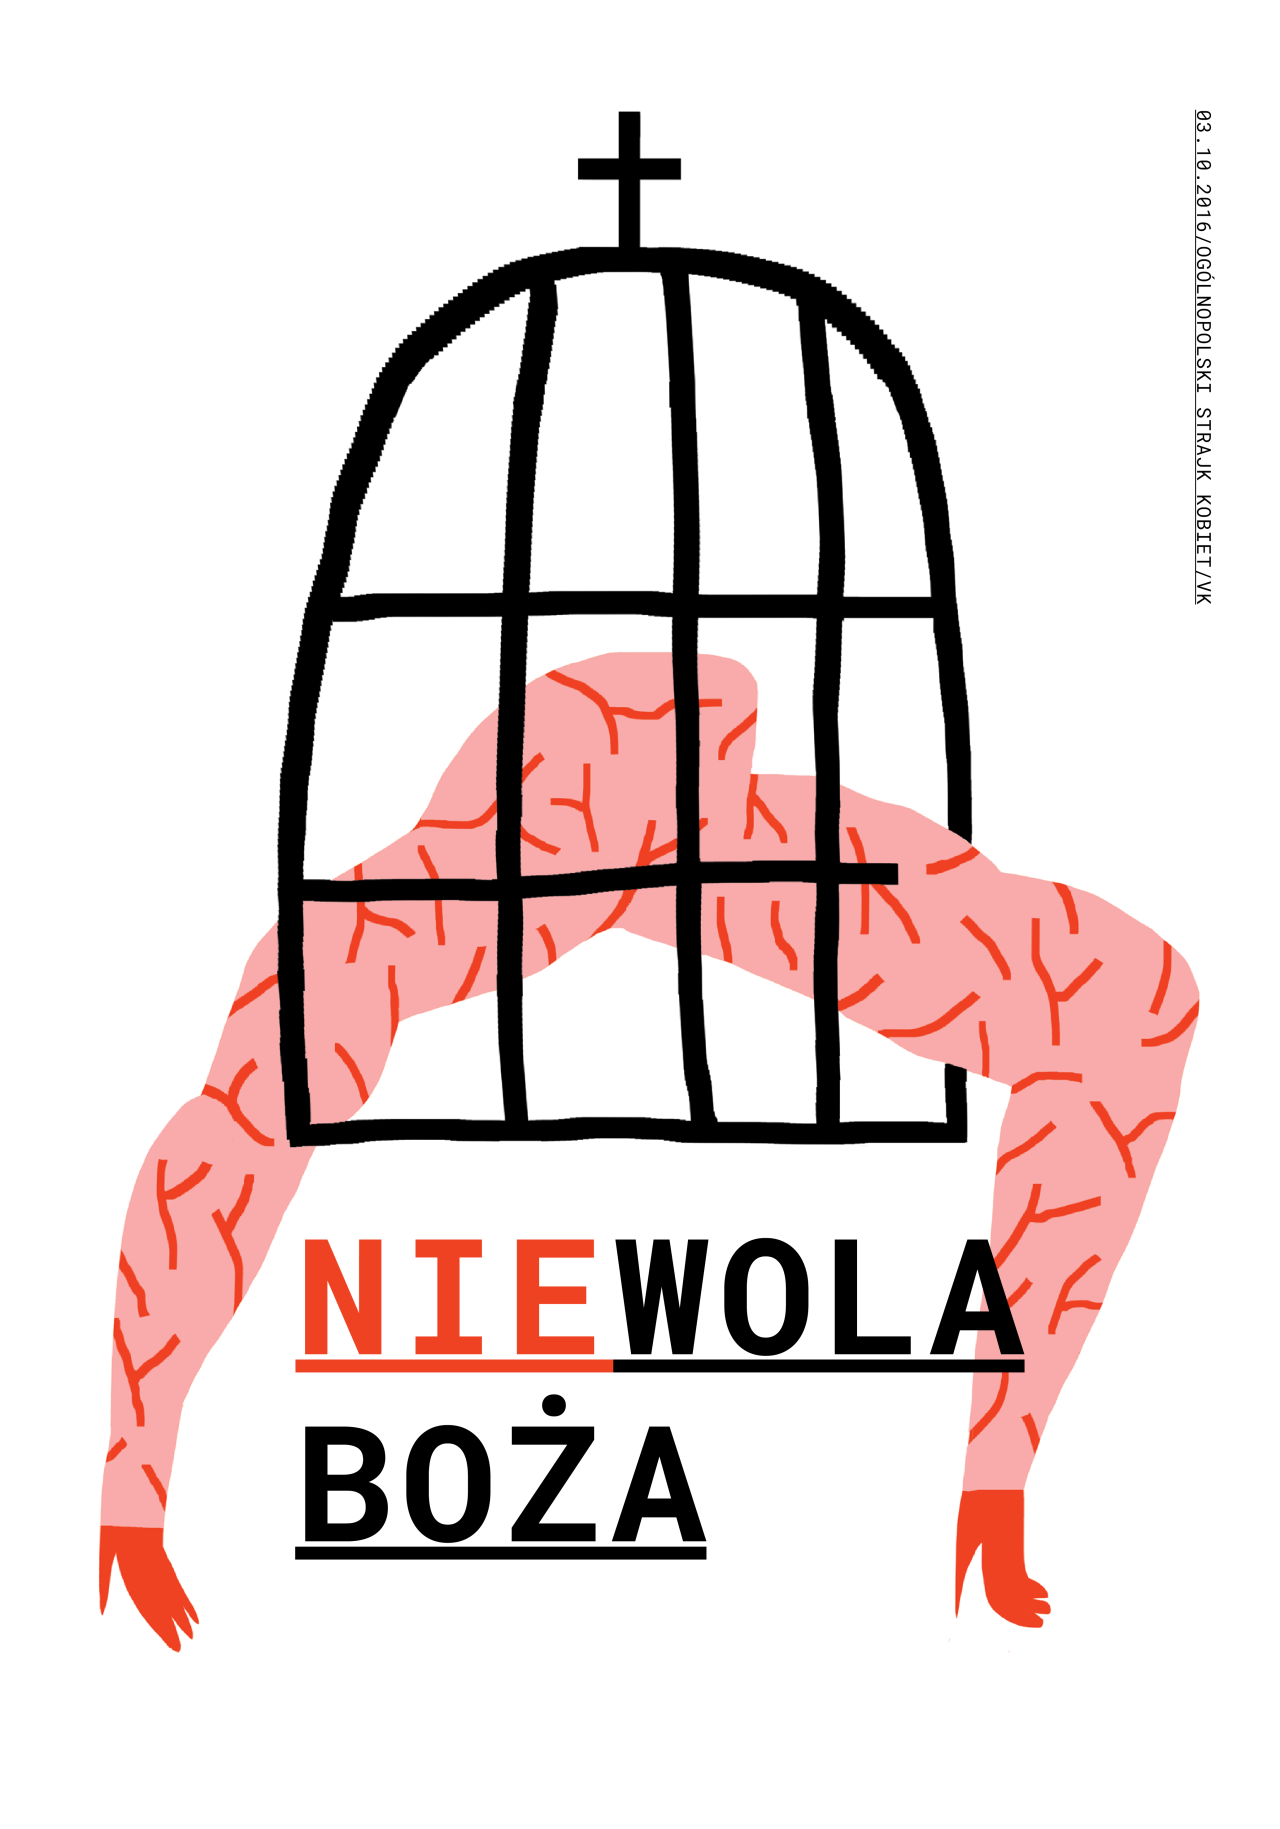 03.10.2016/OGÓLNOPOLSKI STRAJK KOBIET/VK
NIEWOLA
BOŻA